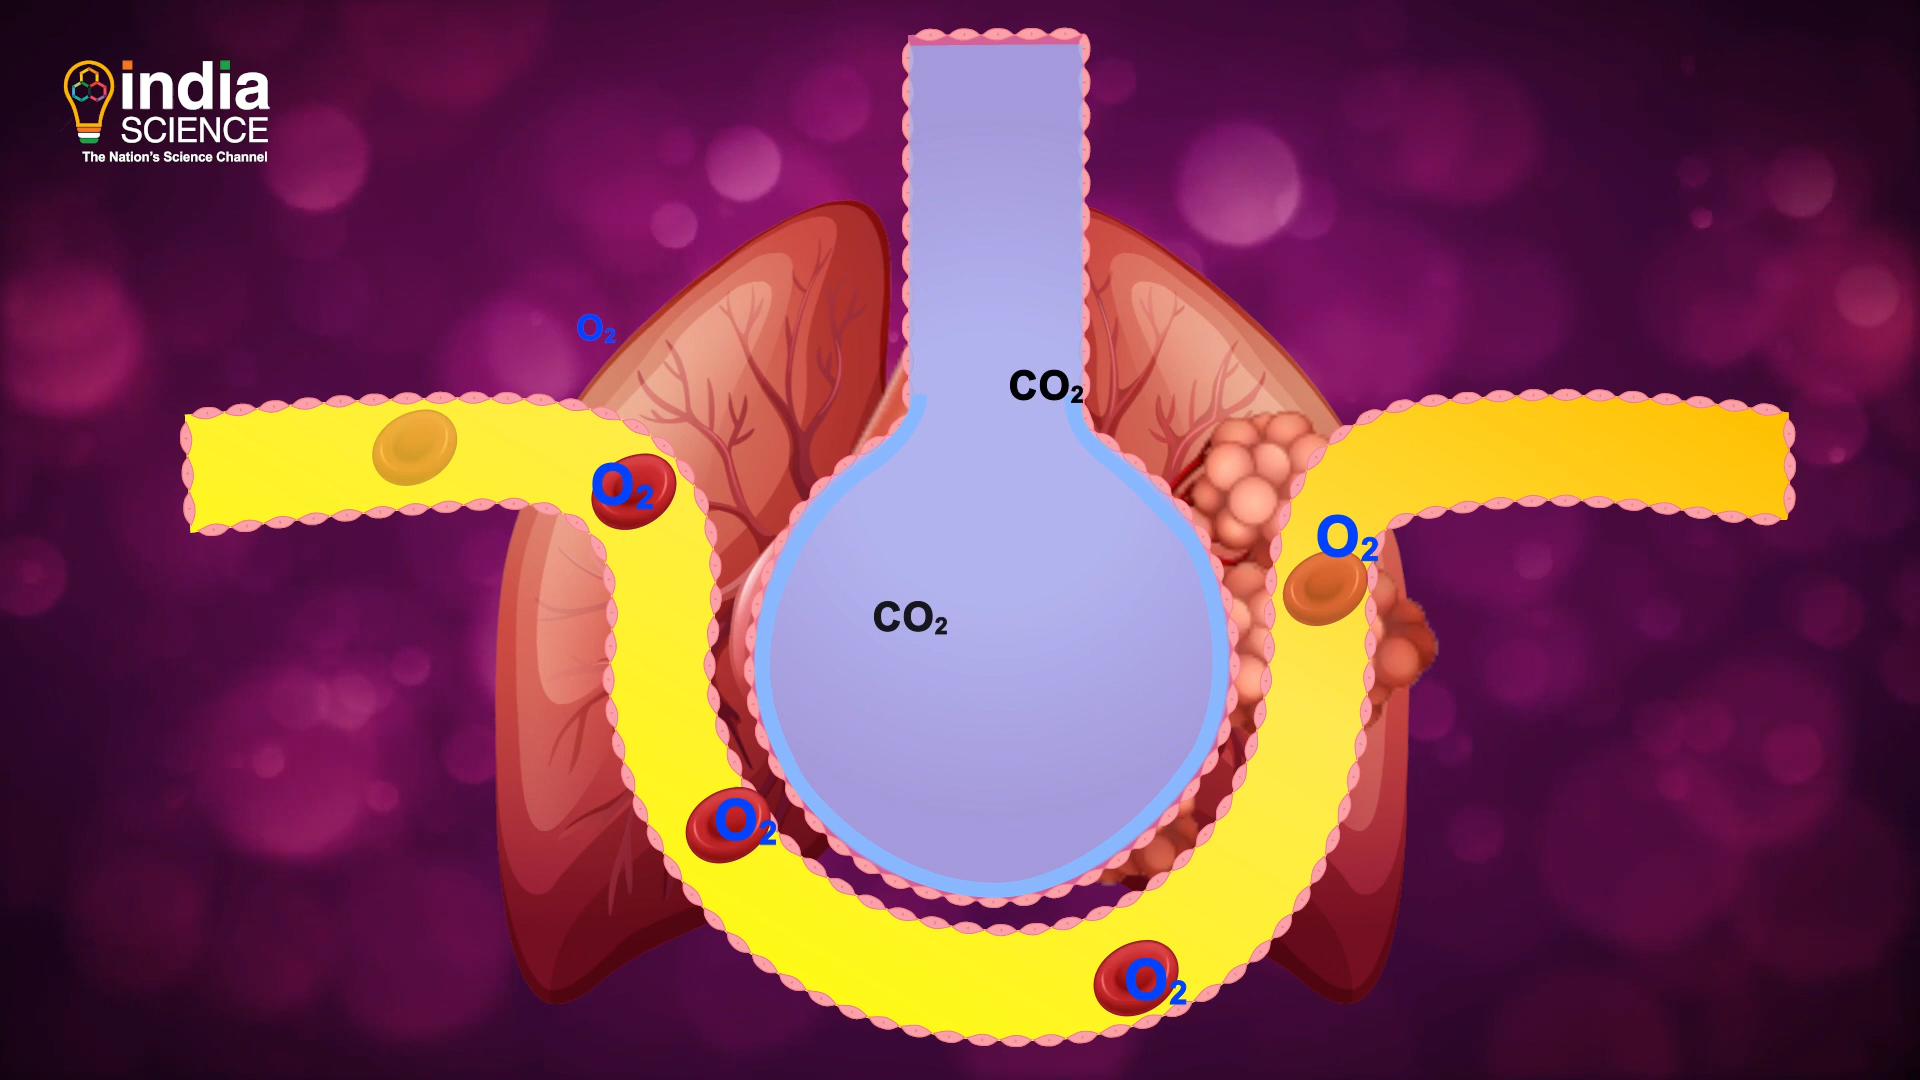 india
SCIENCE
The Nation's Science Channel
O₂
CO₂
O₂
O₂
CO₂
O₂
O₂